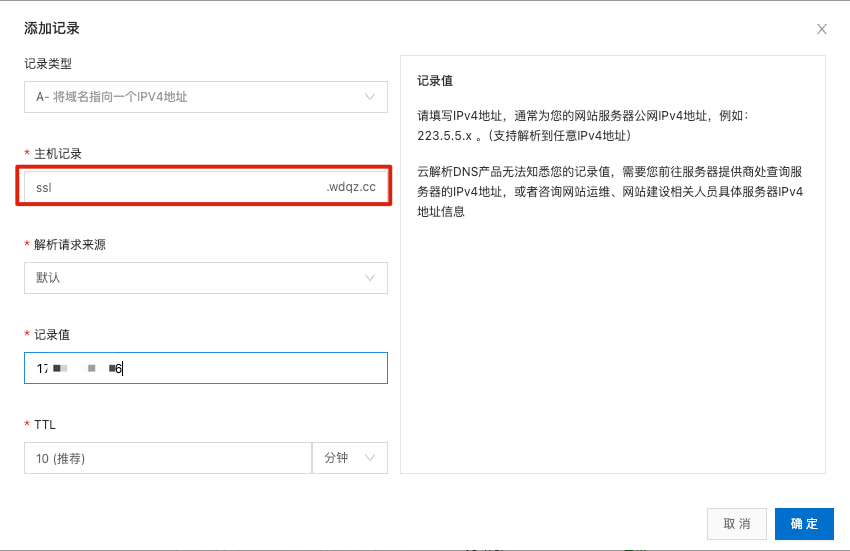 添加记录
记录类型
A- 将域名指向一个IPV4地址
* 主机记录
ssl .wdqz.cc
* 解析请求来源
默认
* 记录值
* TTL
10 (推荐) 分钟
记录值
请填写IPv4地址，通常为您的网站服务器公网IPv4地址，例如：
223.5.5.x 。（支持解析到任意IPv4地址）
云解析DNS产品无法知悉您的记录值，需要您前往服务器提供商处查询服
务器的IPv4地址，或者咨询网站运维、网站建设相关人员具体服务器IPv4
地址信息
取 消 确 定